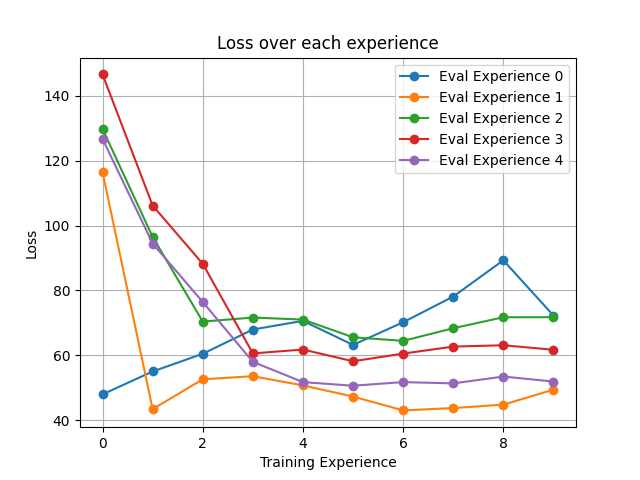 Loss over each experience
Eval Experience 0
Eval Experience 1
Eval Experience 2
Eval Experience 3
Eval Experience 4
140
120
100
80
60
40
Loss
0 2 4 6 8
Training Experience